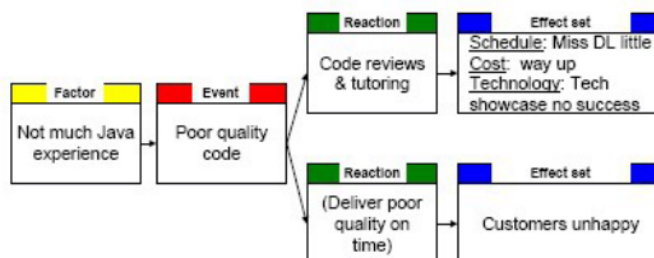 Factor
Not much Java
experience
Event
Poor quality
code
Reaction
Code reviews
& tutoring
Effect set
Schedule: Miss DL little
Cost: way up
Technology: Tech
showcase no success
Reaction
(Deliver poor
quality on
time)
Effect set
Customers unhappy